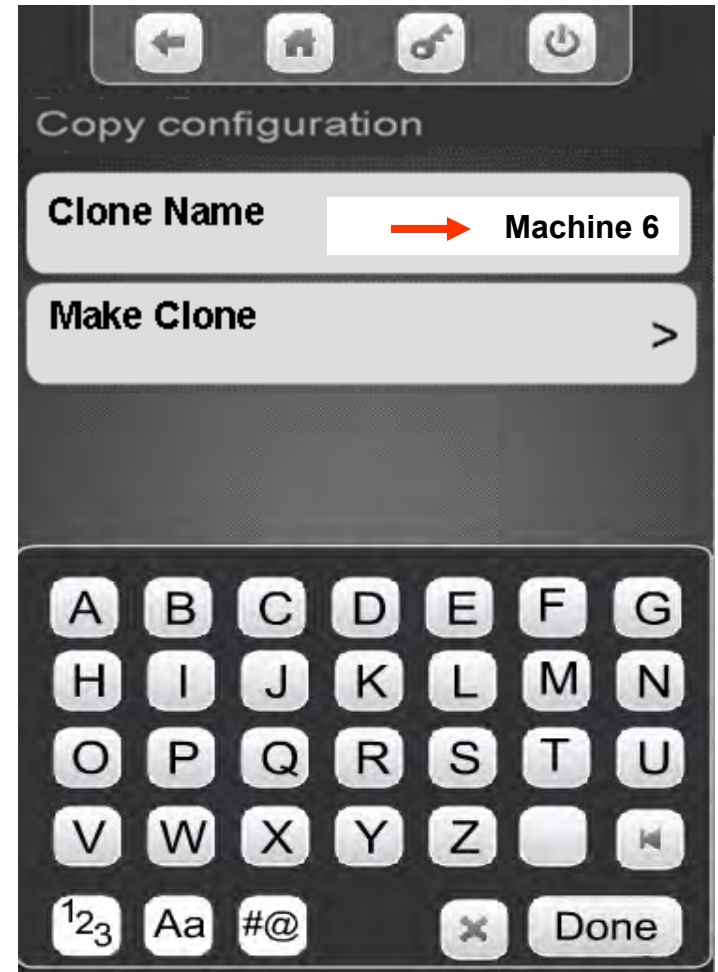 Copy configuration
Clone Name Machine 6
Make Clone >
A B C D E F G
H I J K L M N
O P Q R S T U
V W X Y Z
123 Aa #@ Done